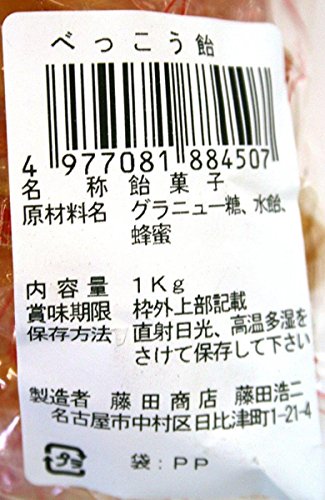 べっこう飴
4 977081 884507
名 称 飴菓子
原材料名 グラニュー糖、水飴、
蜂蜜
内容量 1Kg
賞味期限 枠外上部記載
保存方法 直射日光、高温多湿を
さけて保存して下さい
製造者 藤田商店 藤田浩二
名古屋市中村区日比津町1-21-4
プラ
袋:PP